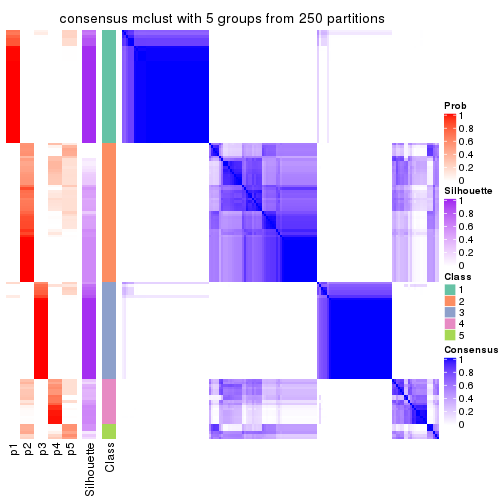 consensus mclust with 5 groups from 250 partitions
Prob
1
0.8
0.6
0.4
0.2
0
Silhouette
1
0.8
0.6
0.4
0.2
0
Class
1
2
3
4
5
Consensus
1
0.8
0.6
0.4
0.2
0
p1
p2
p3
p4
p5
Silhouette
Class